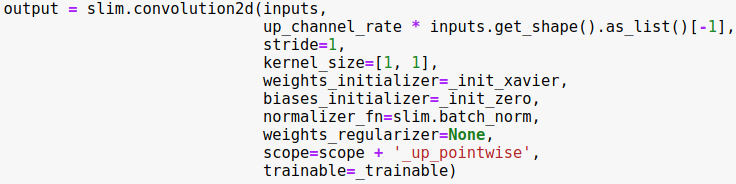 output = slim.convolution2d(inputs,
                            up_channel_rate * inputs.get_shape().as_list()[-1],
                            stride=1,
                            kernel_size=[1, 1],
                            weights_initializer=_init_xavier,
                            biases_initializer=_init_zero,
                            normalizer_fn=slim.batch_norm,
                            weights_regularizer=None,
                            scope=scope + '_up_pointwise',
                            trainable=_trainable)